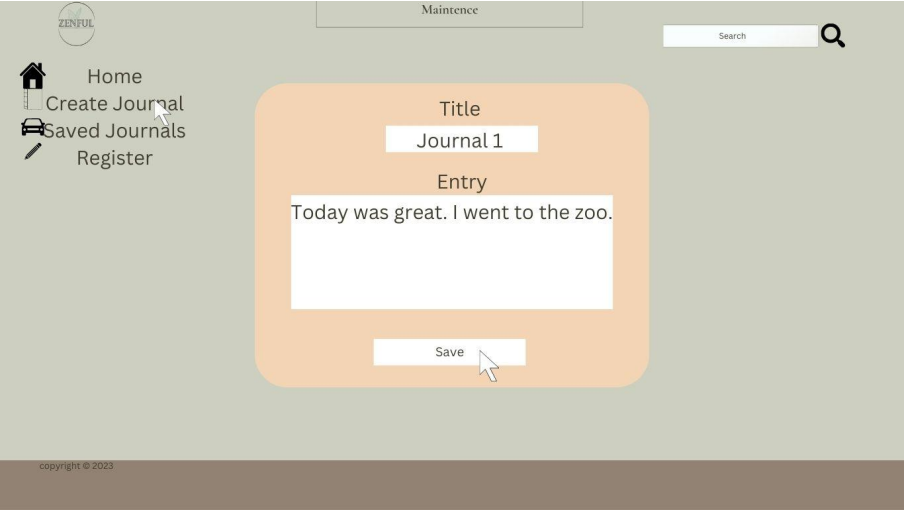 ZENFUL
Maintence
Search
Home
Create Journal
Saved Journals
Register
Title
Journal 1
Entry
Today was great. I went to the zoo.
Save
copyright © 2023